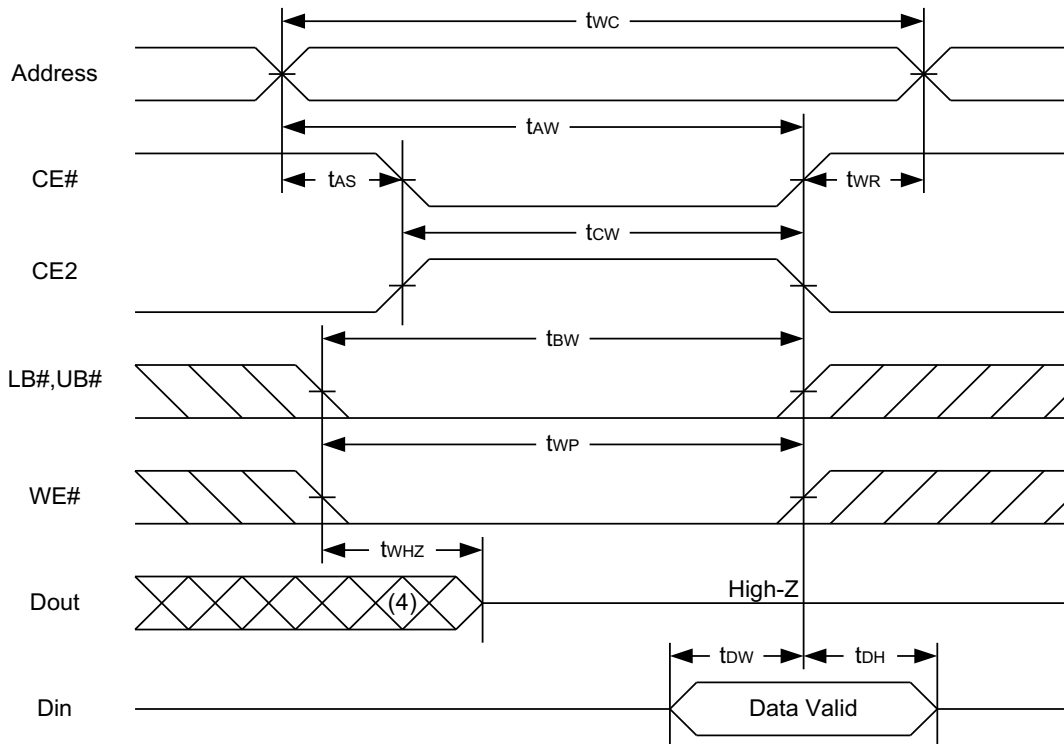 tWC
Address
tAW
CE#
tAS
tWR
tCW
CE2
tBW
LB#,UB#
tWP
WE#
tWHZ
Dout
(4)
High-Z
tDW
tDH
Din
Data Valid